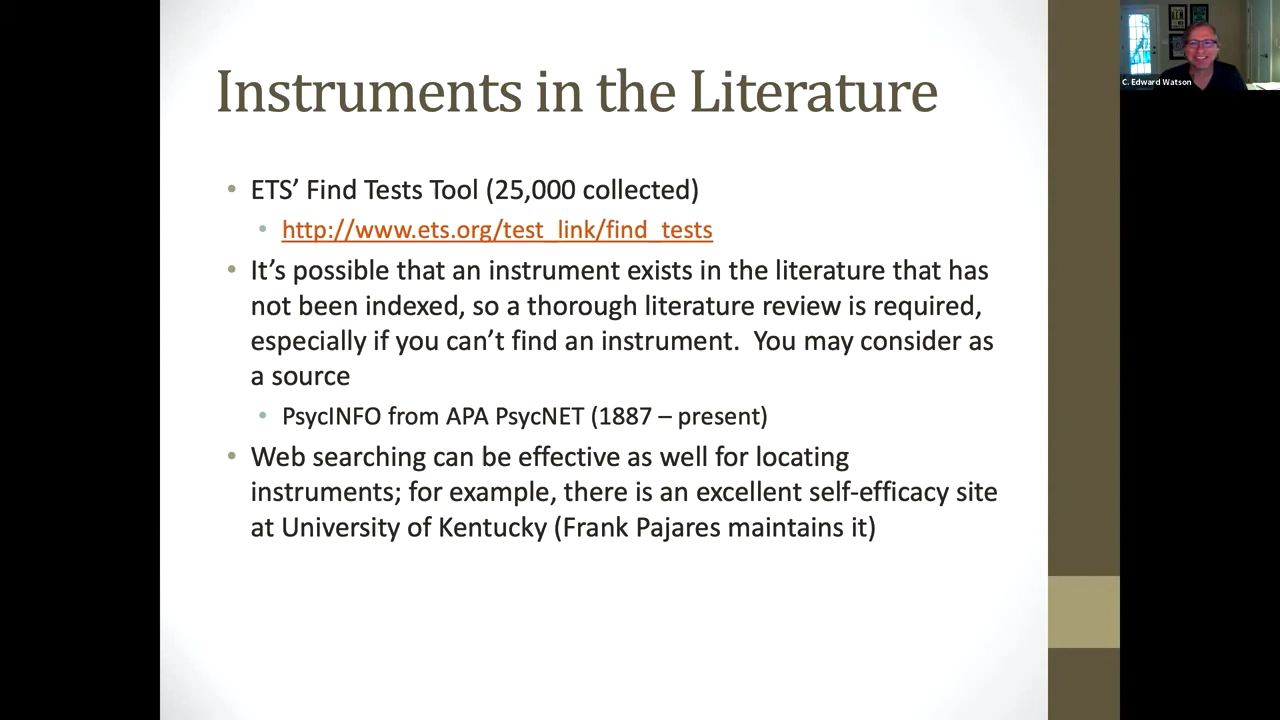 Instruments in the Literature
• ETS’ Find Tests Tool (25,000 collected)
• http://www.ets.org/test_link/find_tests
• It’s possible that an instrument exists in the literature that has
not been indexed, so a thorough literature review is required,
especially if you can’t find an instrument.  You may consider as
a source
• PsycINFO from APA PsycNET (1887 – present)
• Web searching can be effective as well for locating
instruments; for example, there is an excellent self-efficacy site
at University of Kentucky (Frank Pajares maintains it)
C. Edward Watson